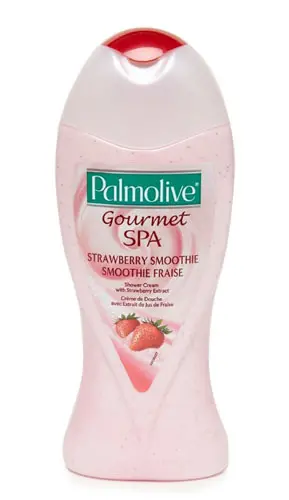 Palmolive®
Gourmet
SPA
STRAWBERRY SMOOTHIE
SMOOTHIE FRAISE
Shower Cream
with Strawberry Extract
Crème de Douche
avec Extrait de Jus de Fraise